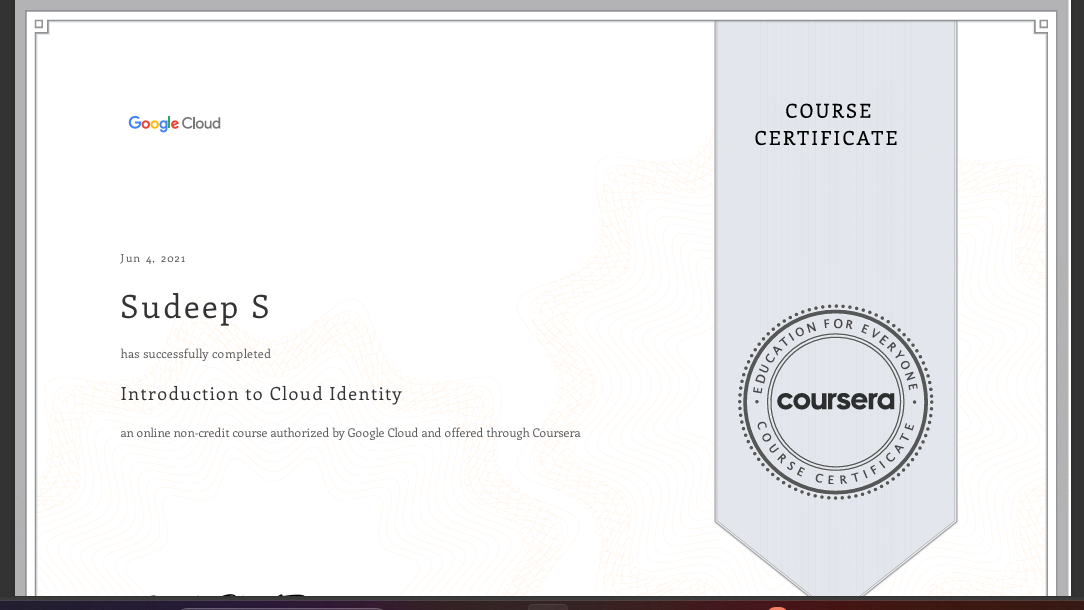 Google Cloud
COURSE
CERTIFICATE
Jun 4, 2021
Sudeep S
has successfully completed
Introduction to Cloud Identity
an online non-credit course authorized by Google Cloud and offered through Coursera
EDUCATION FOR EVERYONE
coursera
COURSE CERTIFICATE